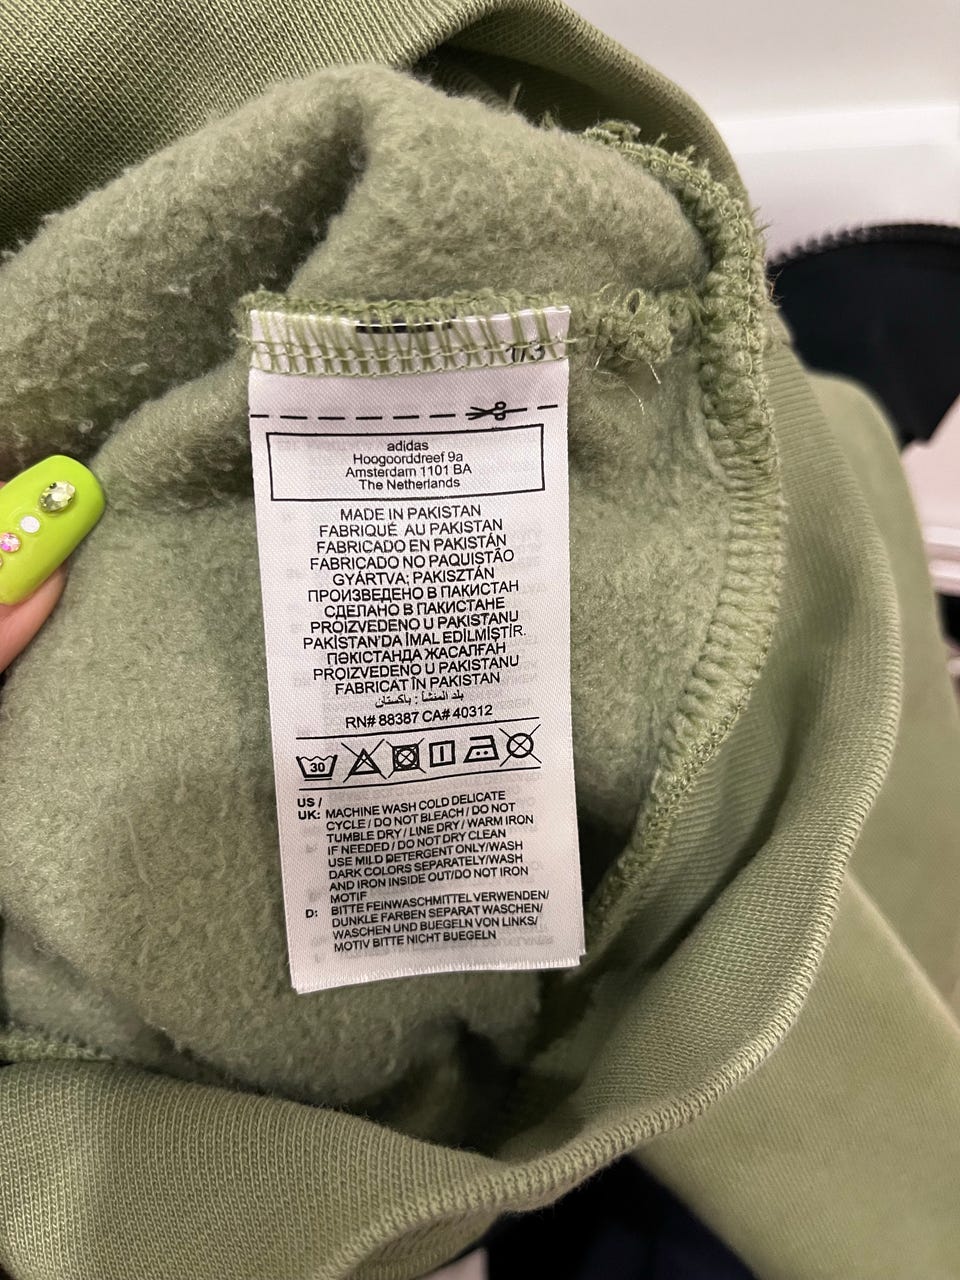 1/3
adidas
Hoogoorddreef 9a
Amsterdam 1101 BA
The Netherlands
MADE IN PAKISTAN
FABRIQUÉ AU PAKISTAN
FABRICADO EN PAKISTÁN
FABRICADO NO PAQUISTÃO
GYÁRTVA: PAKISZTÁN
ПРОИЗВЕДЕНО В ПАКИСТАН
СДЕЛАНО В ПАКИСТАНЕ
PROIZVEDENO U PAKISTANU
PAKİSTAN'DA İMAL EDİLMİŞTİR.
ПӘКІСТАНДА ЖАСАЛҒАН
PROIZVEDENO U PAKISTANU
FABRICAT ÎN PAKISTAN
بلد المنشأ : باكستان
RN# 88387 CA# 40312
30
US /
UK: MACHINE WASH COLD DELICATE
CYCLE / DO NOT BLEACH / DO NOT
TUMBLE DRY / LINE DRY / WARM IRON
IF NEEDED / DO NOT DRY CLEAN
USE MILD DETERGENT ONLY/WASH
DARK COLORS SEPARATELY/WASH
AND IRON INSIDE OUT/DO NOT IRON
MOTIF
D: BITTE FEINWASCHMITTEL VERWENDEN/
DUNKLE FARBEN SEPARAT WASCHEN/
WASCHEN UND BUEGELN VON LINKS/
MOTIV BITTE NICHT BUEGELN